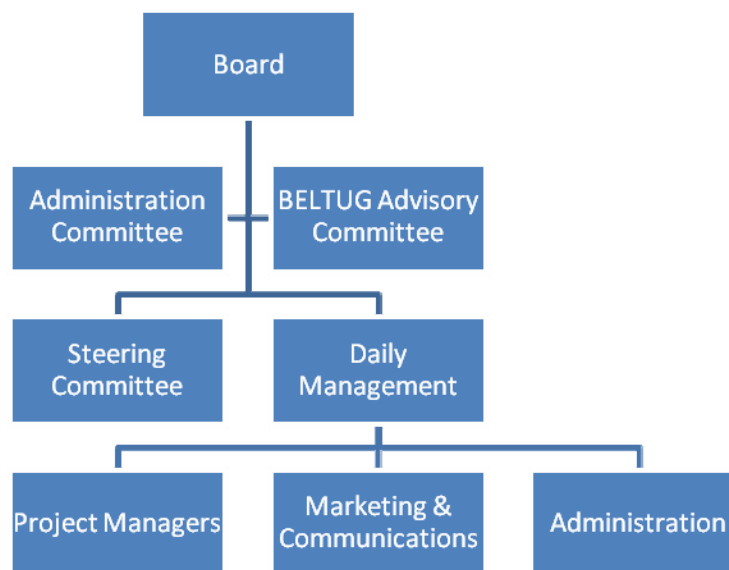 Board
Administration
Committee
BELTUG Advisory
Committee
Steering
Committee
Daily
Management
Project Managers
Marketing &
Communications
Administration